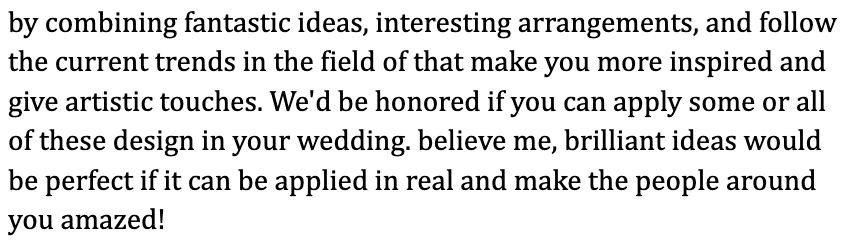 by combining fantastic ideas, interesting arrangements, and follow
the current trends in the field of that make you more inspired and
give artistic touches. We'd be honored if you can apply some or all
of these design in your wedding. believe me, brilliant ideas would
be perfect if it can be applied in real and make the people around
you amazed!